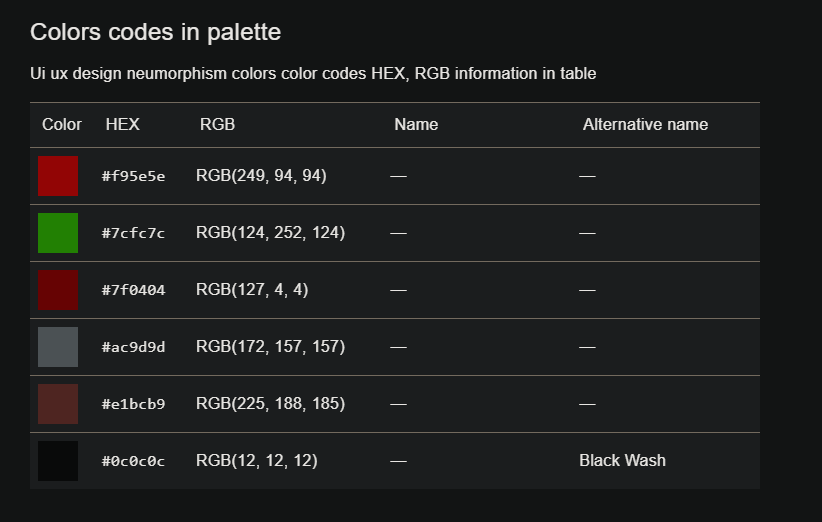 Colors codes in palette
Ui ux design neumorphism colors color codes HEX, RGB information in table
Color HEX RGB Name Alternative name
#f95e5e RGB(249, 94, 94) — —
#7cfc7c RGB(124, 252, 124) — —
#7f0404 RGB(127, 4, 4) — —
#ac9d9d RGB(172, 157, 157) — —
#e1bcb9 RGB(225, 188, 185) — —
#0c0c0c RGB(12, 12, 12) — Black Wash